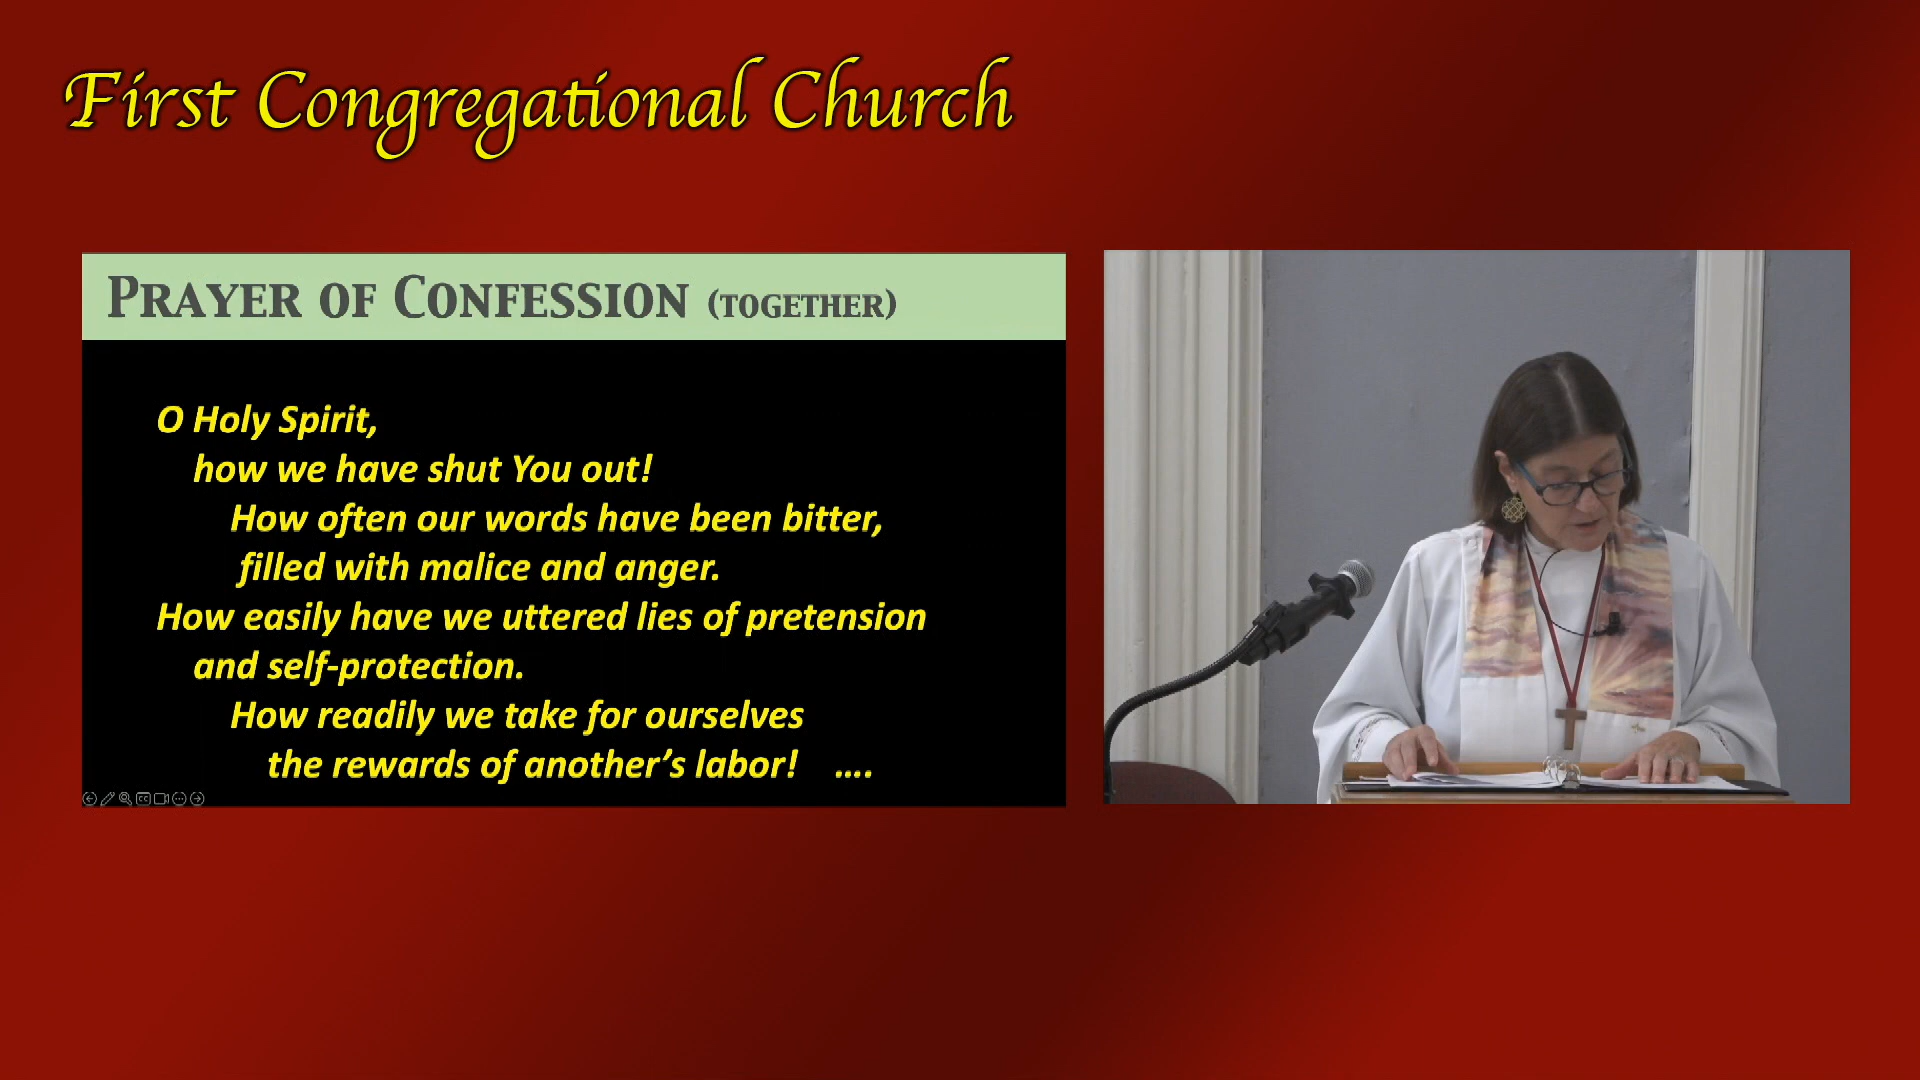 First Congregational Church
Prayer of Confession (together)
O Holy Spirit,
how we have shut You out!
How often our words have been bitter,
filled with malice and anger.
How easily have we uttered lies of pretension
and self-protection.
How readily we take for ourselves
the rewards of another’s labor! ....